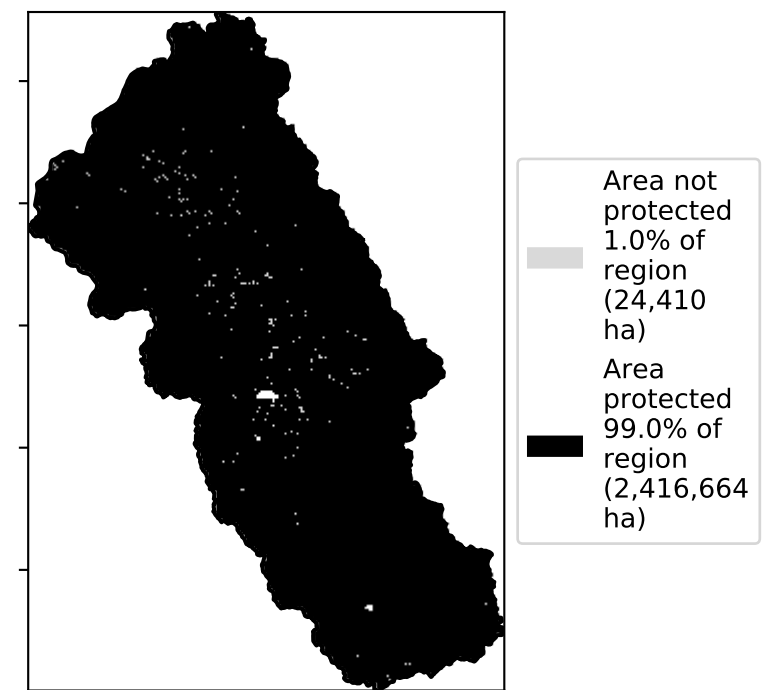 Area not
protected
1.0% of
region
(24,410
ha)
Area
protected
99.0% of
region
(2,416,664
ha)